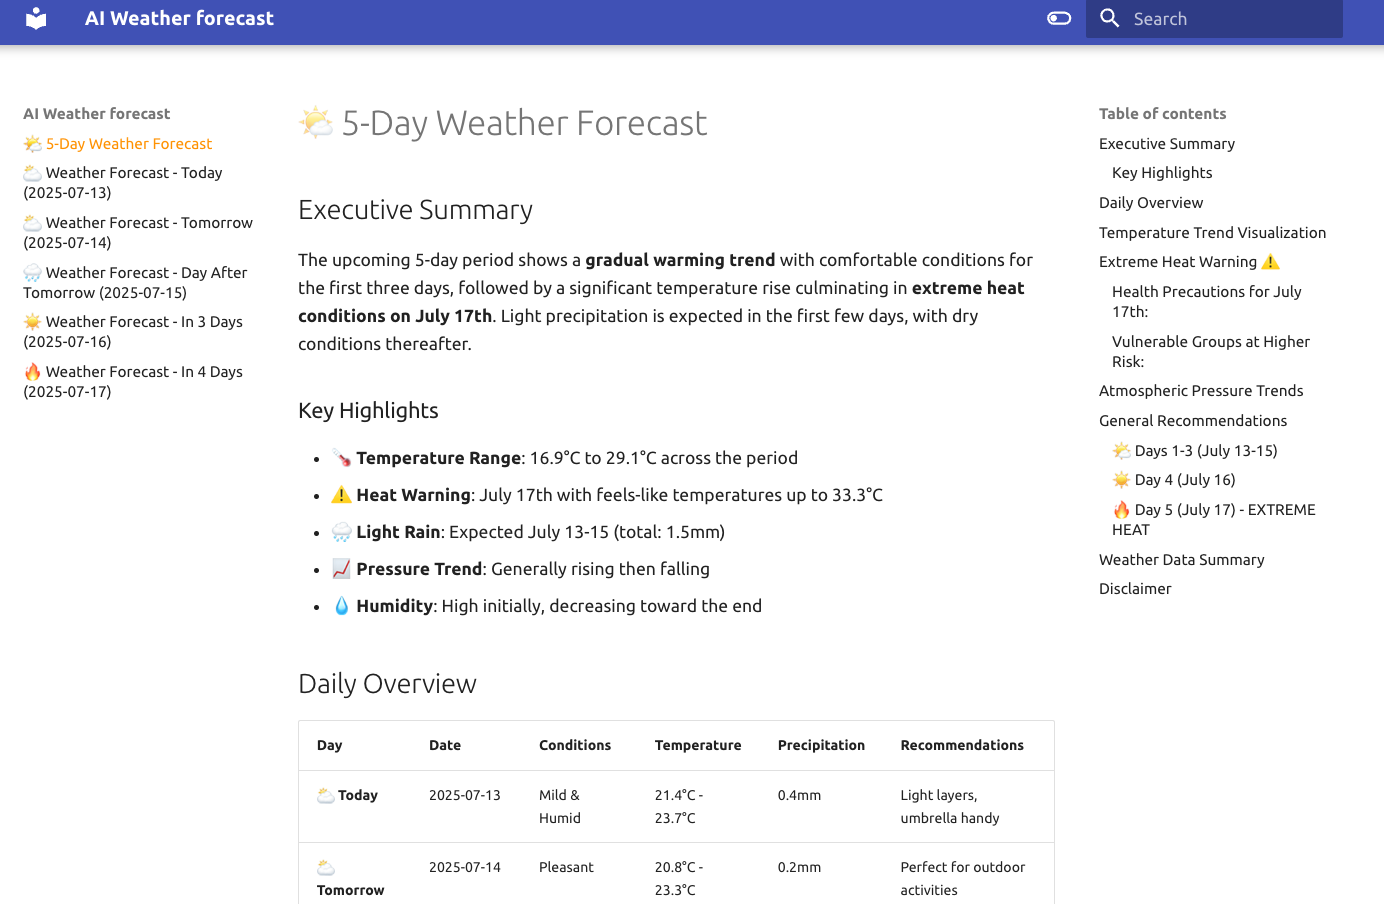 AI Weather forecast
Search
AI Weather forecast
🌤️ 5-Day Weather Forecast
🌥️ Weather Forecast - Today
(2025-07-13)
🌥️ Weather Forecast - Tomorrow
(2025-07-14)
🌧️ Weather Forecast - Day After
Tomorrow (2025-07-15)
☀️ Weather Forecast - In 3 Days
(2025-07-16)
🔥 Weather Forecast - In 4 Days
(2025-07-17)
🌤️ 5-Day Weather Forecast
Executive Summary
The upcoming 5-day period shows a gradual warming trend with comfortable conditions for
the first three days, followed by a significant temperature rise culminating in extreme heat
conditions on July 17th. Light precipitation is expected in the first few days, with dry
conditions thereafter.
Key Highlights
• 🌡️ Temperature Range: 16.9°C to 29.1°C across the period
• ⚠️ Heat Warning: July 17th with feels-like temperatures up to 33.3°C
• 🌧️ Light Rain: Expected July 13-15 (total: 1.5mm)
• 📈 Pressure Trend: Generally rising then falling
• 💧 Humidity: High initially, decreasing toward the end
Daily Overview
Day Date Conditions Temperature Precipitation Recommendations
🌥️ Today 2025-07-13 Mild & 21.4°C - 0.4mm Light layers,
Humid 23.7°C umbrella handy
🌥️ 2025-07-14 Pleasant 20.8°C - 0.2mm Perfect for outdoor
Tomorrow 23.3°C activities
Table of contents
Executive Summary
Key Highlights
Daily Overview
Temperature Trend Visualization
Extreme Heat Warning ⚠️
Health Precautions for July
17th:
Vulnerable Groups at Higher
Risk:
Atmospheric Pressure Trends
General Recommendations
🌤️ Days 1-3 (July 13-15)
☀️ Day 4 (July 16)
🔥 Day 5 (July 17) - EXTREME
HEAT
Weather Data Summary
Disclaimer